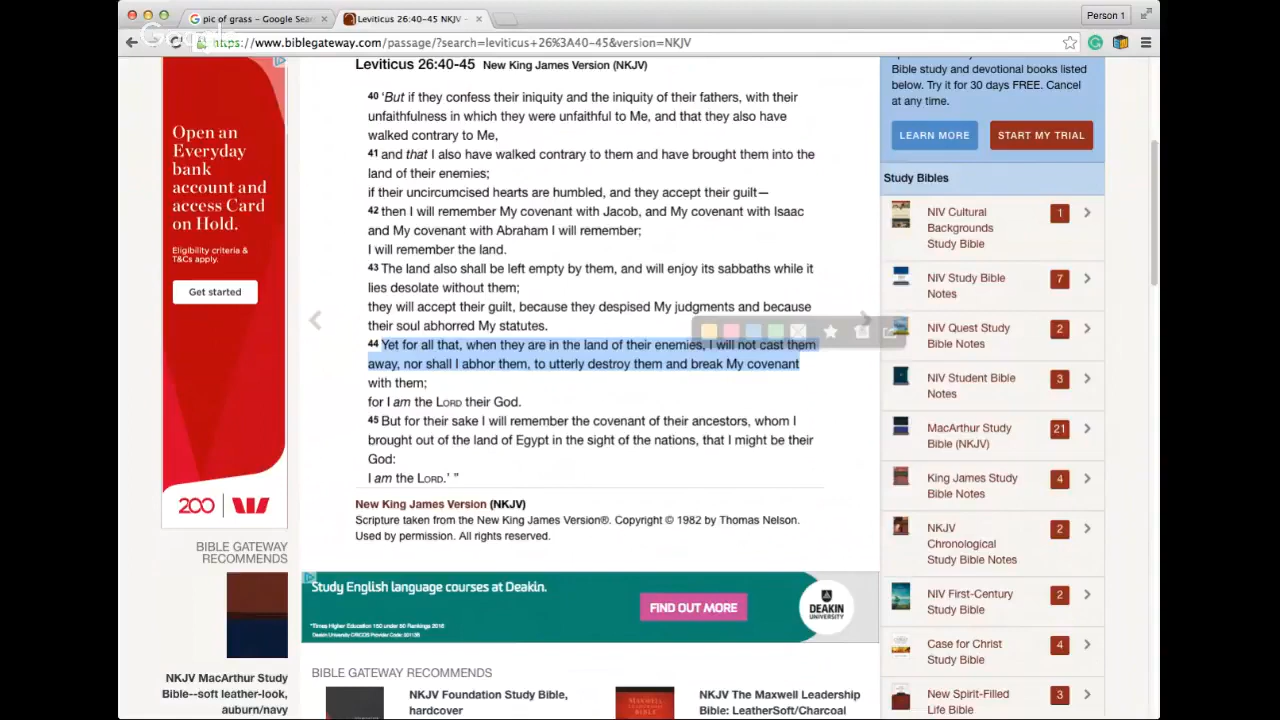 pic of grass – Google Sear
Leviticus 26:40-45 NKJV –
Person 1
https://www.biblegateway.com/passage/?search=leviticus+26%3A40-45&version=NKJV
Open an
Everyday
bank
account and
access Card
on Hold.
Eligibility criteria &
T&Cs apply.
Get started
200
BIBLE GATEWAY
RECOMMENDS
NKJV MacArthur Study
Bible--soft leather-look,
auburn/navy
Leviticus 26:40-45 New King James Version (NKJV)
40 ‘But if they confess their iniquity and the iniquity of their fathers, with their
unfaithfulness in which they were unfaithful to Me, and that they also have
walked contrary to Me,
41 and that I also have walked contrary to them and have brought them into the
land of their enemies;
if their uncircumcised hearts are humbled, and they accept their guilt—
42 then I will remember My covenant with Jacob, and My covenant with Isaac
and My covenant with Abraham I will remember;
I will remember the land.
43 The land also shall be left empty by them, and will enjoy its sabbaths while it
lies desolate without them;
they will accept their guilt, because they despised My judgments and because
their soul abhorred My statutes.
44 Yet for all that, when they are in the land of their enemies, I will not cast them
away, nor shall I abhor them, to utterly destroy them and break My covenant
with them;
for I am the LORD their God.
45 But for their sake I will remember the covenant of their ancestors, whom I
brought out of the land of Egypt in the sight of the nations, that I might be their
God:
I am the LORD.’ ”
New King James Version (NKJV)
Scripture taken from the New King James Version®. Copyright © 1982 by Thomas Nelson.
Used by permission. All rights reserved.
Study English language courses at Deakin.
*Times Higher Education 150 under 50 Rankings 2016
Deakin University CRICOS Provider Code: 00113B
FIND OUT MORE
DEAKIN
UNIVERSITY
BIBLE GATEWAY RECOMMENDS
NKJV Foundation Study Bible,
hardcover
NKJV The Maxwell Leadership
Bible: LeatherSoft/Charcoal
Bible study and devotional books listed
below. Try it for 30 days FREE. Cancel
at any time.
LEARN MORE
START MY TRIAL
Study Bibles
NIV Cultural
Backgrounds
Study Bible
1
NIV Study Bible
Notes
7
NIV Quest Study
Bible Notes
2
NIV Student Bible
Notes
3
MacArthur Study
Bible (NKJV)
21
King James Study
Bible Notes
4
NKJV
Chronological
Study Bible Notes
2
NIV First-Century
Study Bible
2
Case for Christ
Study Bible
4
New Spirit-Filled
Life Bible
3